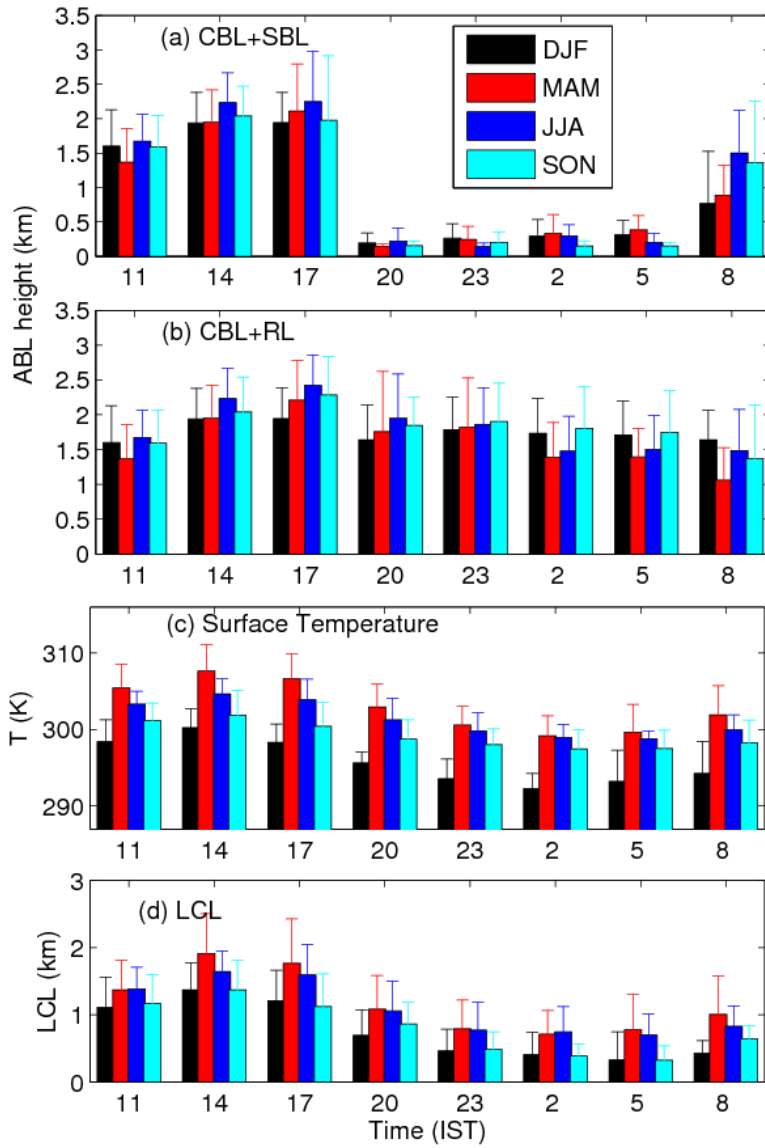 3.5
(a) CBL+SBL
DJF
MAM
JJA
SON
3
2.5
2
1.5
1
0.5
0
11 14 17 20 23 2 5 8
ABL height (km)
3.5
(b) CBL+RL
3
2.5
2
1.5
1
0.5
0
11 14 17 20 23 2 5 8
(c) Surface Temperature
310
300
290
T (K)
11 14 17 20 23 2 5 8
3
(d) LCL
2
1
0
LCL (km)
11 14 17 20 23 2 5 8
Time (IST)